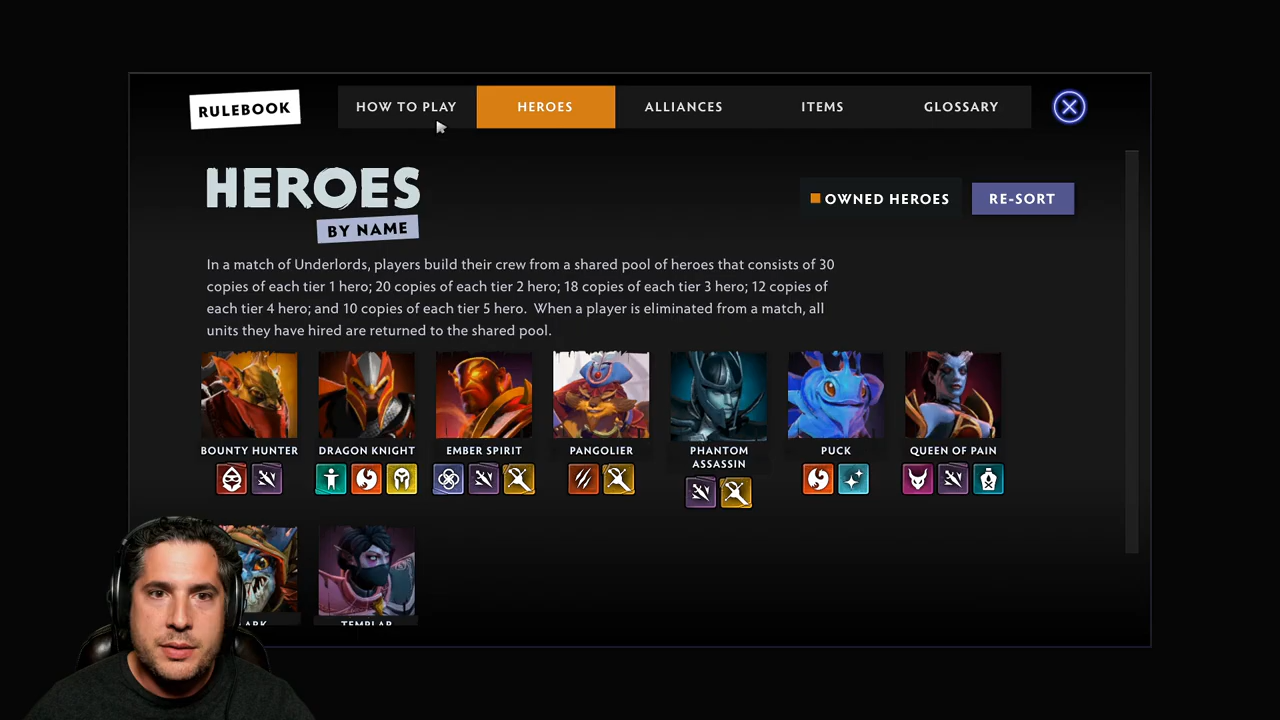 RULEBOOK
HOW TO PLAY
HEROES
ALLIANCES
ITEMS
GLOSSARY
HEROES
BY NAME
OWNED HEROES
RE-SORT
In a match of Underlords, players build their crew from a shared pool of heroes that consists of 30
copies of each tier 1 hero; 20 copies of each tier 2 hero; 18 copies of each tier 3 hero; 12 copies
of each tier 4 hero; and 10 copies of each tier 5 hero.  When a player is eliminated from a match, all
units they have hired are returned to the shared pool.
BOUNTY HUNTER
DRAGON KNIGHT
EMBER SPIRIT
PANGOLIER
PHANTOM
ASSASSIN
PUCK
QUEEN OF PAIN
TEMPLAR